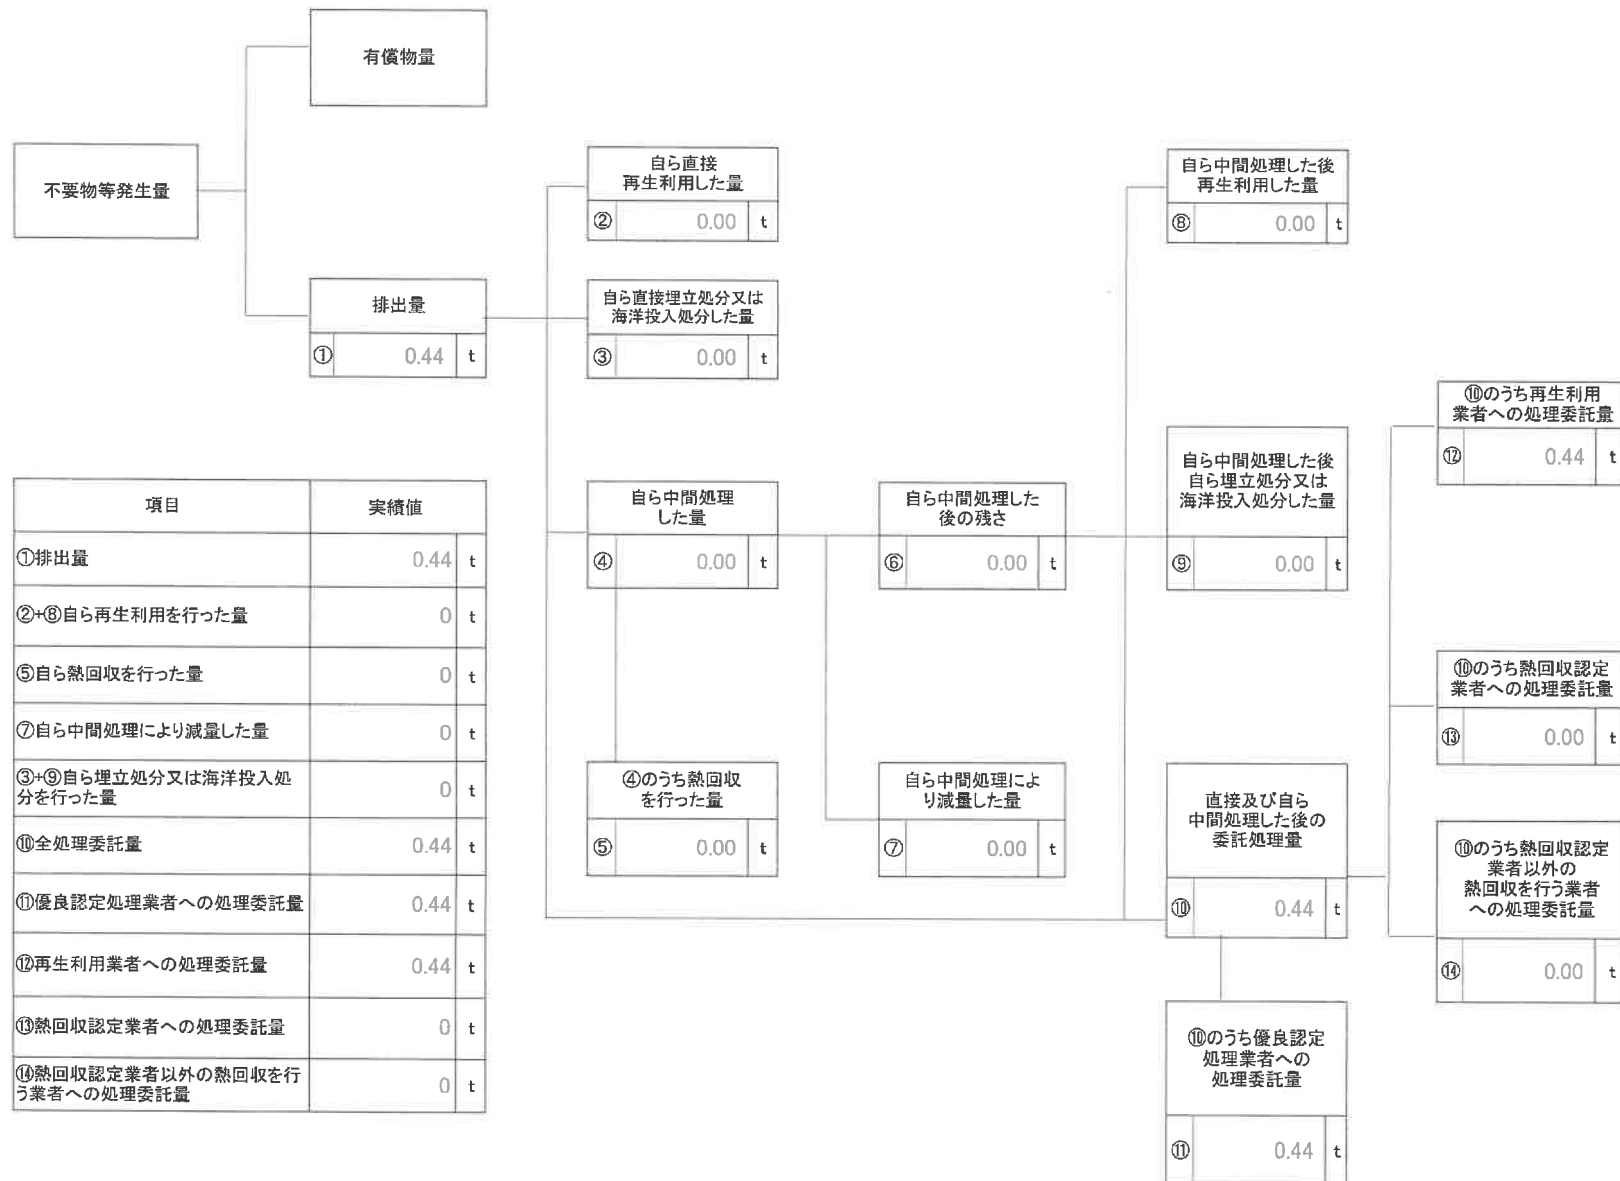 有償物量
不要物等発生量
排出量
① 0.44 t
自ら直接
再生利用した量
② 0.00 t
自ら直接埋立処分又は
海洋投入処分した量
③ 0.00 t
自ら中間処理
した量
④ 0.00 t
④のうち熱回収
を行った量
⑤ 0.00 t
自ら中間処理した
後の残さ
⑥ 0.00 t
自ら中間処理によ
り減量した量
⑦ 0.00 t
自ら中間処理した後
再生利用した量
⑧ 0.00 t
自ら中間処理した後
自ら埋立処分又は
海洋投入処分した量
⑨ 0.00 t
直接及び自ら
中間処理した後の
委託処理量
⑩ 0.44 t
⑩のうち優良認定
処理業者への
処理委託量
⑪ 0.44 t
⑩のうち再生利用
業者への処理委託量
⑫ 0.44 t
⑩のうち熱回収認定
業者への処理委託量
⑬ 0.00 t
⑩のうち熱回収認定
業者以外の
熱回収を行う業者
への処理委託量
⑭ 0.00 t
項目 実績値
①排出量 0.44 t
②+⑧自ら再生利用を行った量 0 t
⑤自ら熱回収を行った量 0 t
⑦自ら中間処理により減量した量 0 t
③+⑨自ら埋立処分又は海洋投入処
分を行った量 0 t
⑩全処理委託量 0.44 t
⑪優良認定処理業者への処理委託量 0.44 t
⑫再生利用業者への処理委託量 0.44 t
⑬熱回収認定業者への処理委託量 0 t
⑭熱回収認定業者以外の熱回収を行
う業者への処理委託量 0 t